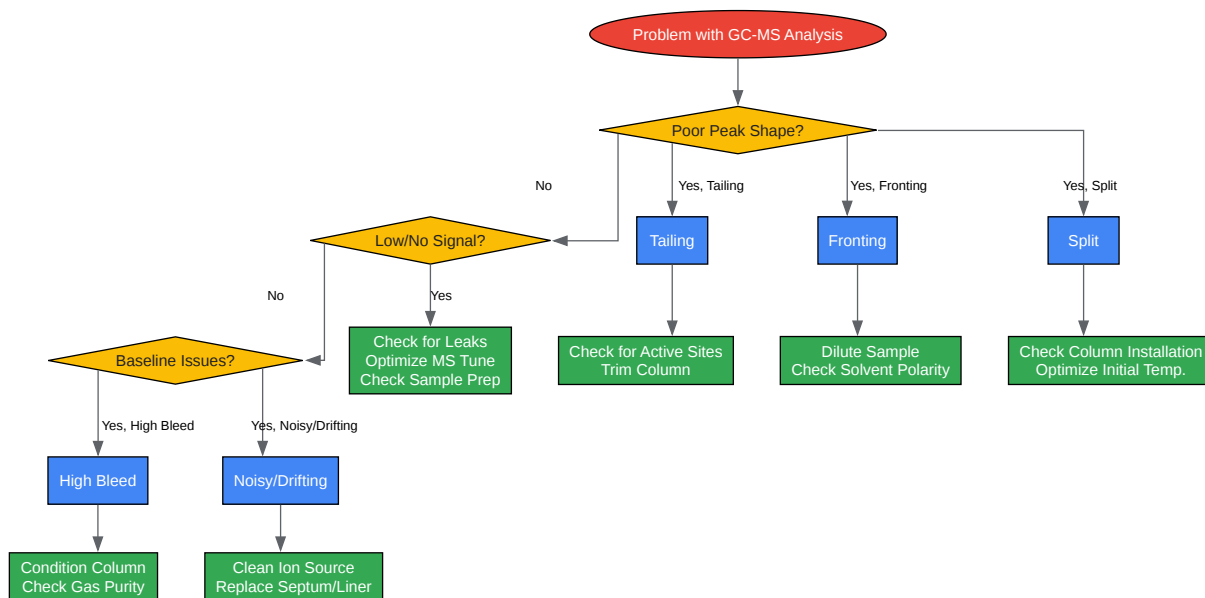 Problem with GC-MS Analysis
Poor Peak Shape?
No
Yes, Tailing
Yes, Fronting
Yes, Split
Low/No Signal?
Tailing
Fronting
Split
No
Yes
Check for Leaks
Optimize MS Tune
Check Sample Prep
Check for Active Sites
Trim Column
Dilute Sample
Check Solvent Polarity
Check Column Installation
Optimize Initial Temp.
Baseline Issues?
Yes, High Bleed
Yes, Noisy/Drifting
High Bleed
Noisy/Drifting
Condition Column
Check Gas Purity
Clean Ion Source
Replace Septum/Liner